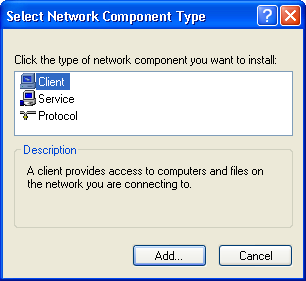 Select Network Component Type
Click the type of network component you want to install:
Client
Service
Protocol
Description
A client provides access to computers and files on
the network you are connecting to.
Add...
Cancel